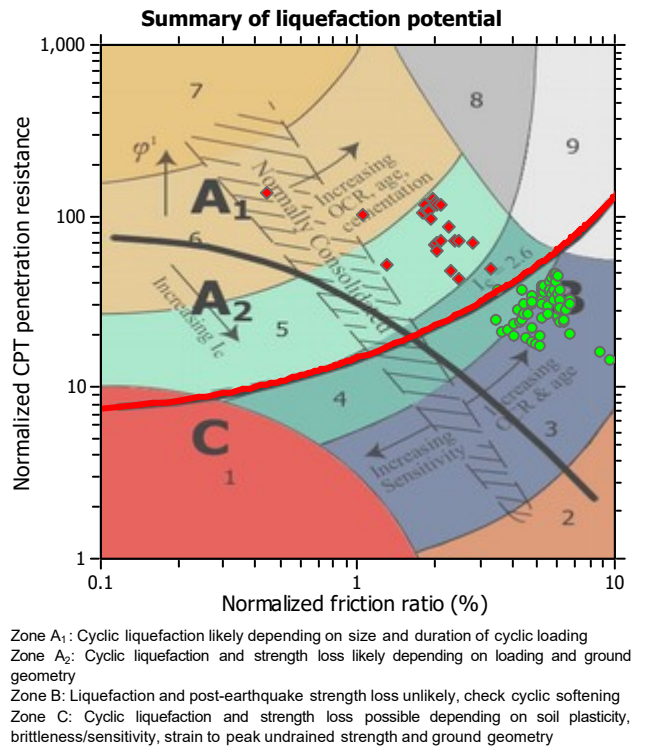 Summary of liquefaction potential
Normalized CPT penetration resistance
1,000
100
10
1
7
8
9
φ'
A1
Normally Consolidated
Increasing
OCR, age,
cementation
6
A2
Increasing Ic
5
Ic = 2.6
B
4
Increasing
OCR & age
Increasing
Sensitivity
3
C
1
2
0.1
1
10
Normalized friction ratio (%)
Zone A1: Cyclic liquefaction likely depending on size and duration of cyclic loading
Zone A2: Cyclic liquefaction and strength loss likely depending on loading and ground
geometry
Zone B: Liquefaction and post-earthquake strength loss unlikely, check cyclic softening
Zone C: Cyclic liquefaction and strength loss possible depending on soil plasticity,
brittleness/sensitivity, strain to peak undrained strength and ground geometry